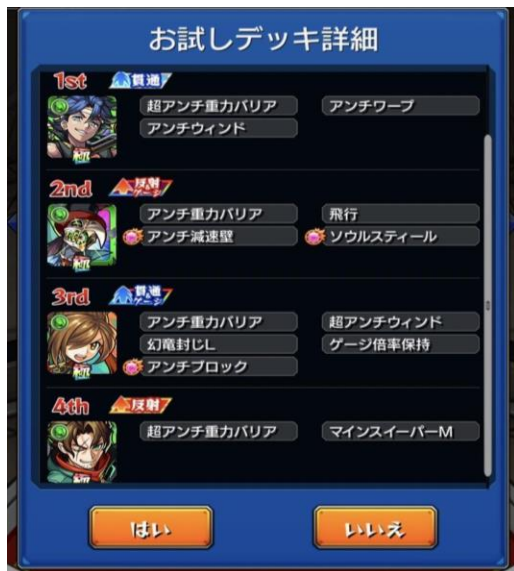 お試しデッキ詳細
1st 貫通
超アンチ重力バリア アンチワープ
アンチウィンド
極
2nd 反射&ゲージ
アンチ重力バリア 飛行
アンチ減速壁 ソウルスティール
極
3rd 貫通&ゲージ
アンチ重力バリア 超アンチウィンド
幻竜封じL ゲージ倍率保持
アンチブロック
極
4th 反射
超アンチ重力バリア マインスイーパーM
極
はい いいえ